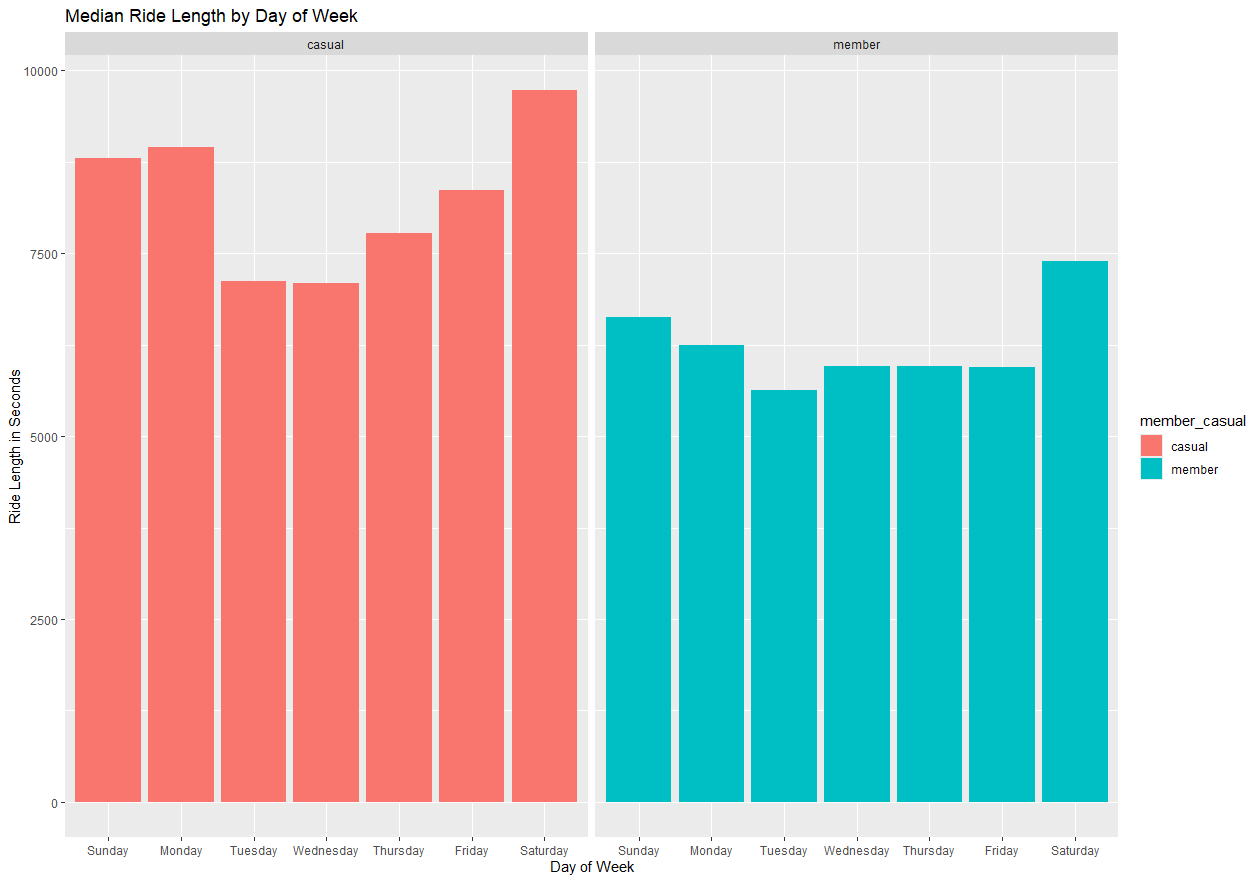 Median Ride Length by Day of Week
casual
member
10000
7500
5000
2500
0
Ride Length in Seconds
Sunday Monday Tuesday Wednesday Thursday Friday Saturday
Sunday Monday Tuesday Wednesday Thursday Friday Saturday
Day of Week
member_casual
casual
member